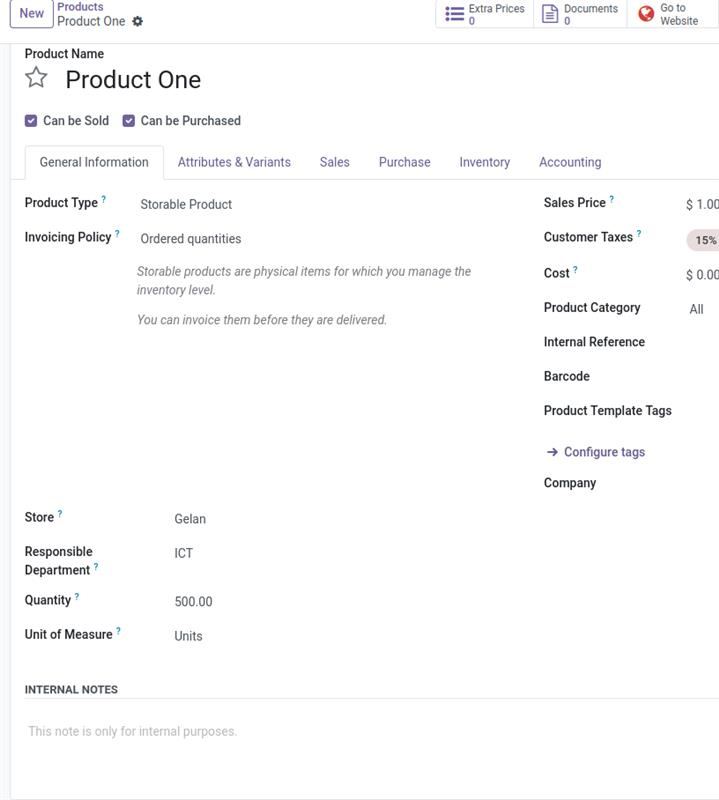 New
Products
Product One
Extra Prices
0
Documents
0
Go to
Website
Product Name
Product One
Can be Sold
Can be Purchased
General Information
Attributes & Variants
Sales
Purchase
Inventory
Accounting
Product Type ?
Storable Product
Invoicing Policy ?
Ordered quantities
Storable products are physical items for which you manage the
inventory level.
You can invoice them before they are delivered.
Sales Price ?
$ 1.00
Customer Taxes ?
15%
Cost ?
$ 0.00
Product Category
All
Internal Reference
Barcode
Product Template Tags
→ Configure tags
Company
Store ?
Gelan
Responsible
Department ?
ICT
Quantity ?
500.00
Unit of Measure ?
Units
INTERNAL NOTES
This note is only for internal purposes.